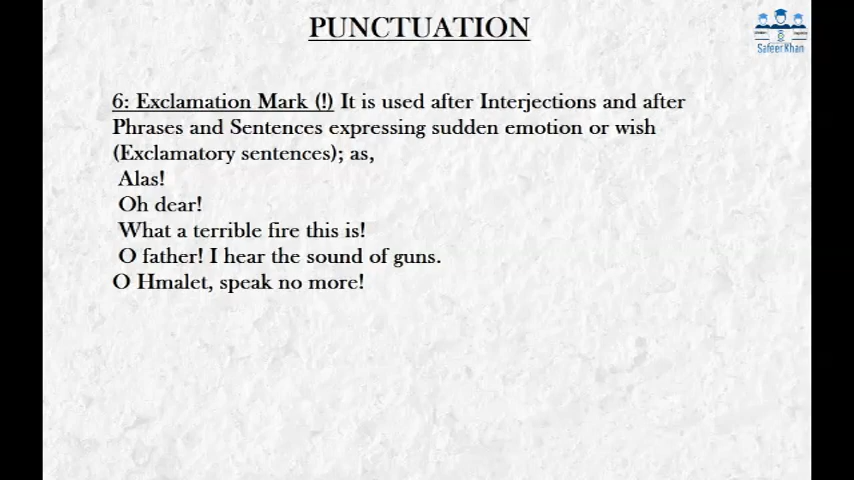 PUNCTUATION
Safeer Khan
6: Exclamation Mark (!) It is used after Interjections and after
Phrases and Sentences expressing sudden emotion or wish
(Exclamatory sentences); as,
Alas!
Oh dear!
What a terrible fire this is!
O father! I hear the sound of guns.
O Hmalet, speak no more!